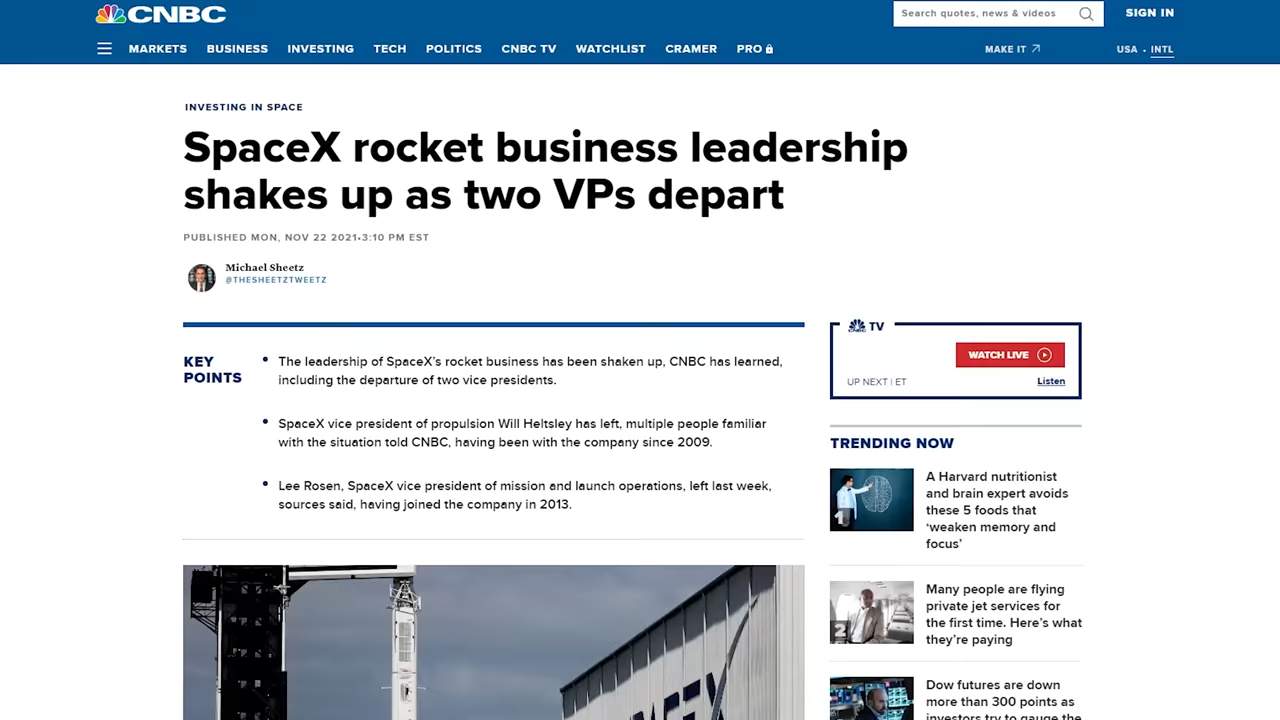 CNBC
Search quotes, news & videos
SIGN IN
MARKETS BUSINESS INVESTING TECH POLITICS CNBC TV WATCHLIST CRAMER PRO
MAKE IT
USA • INTL
INVESTING IN SPACE
SpaceX rocket business leadership
shakes up as two VPs depart
PUBLISHED MON, NOV 22 2021•3:10 PM EST
Michael Sheetz
@THESHEETZTWEETZ
KEY
POINTS
• The leadership of SpaceX's rocket business has been shaken up, CNBC has learned,
including the departure of two vice presidents.
• SpaceX vice president of propulsion Will Heltsley has left, multiple people familiar
with the situation told CNBC, having been with the company since 2009.
• Lee Rosen, SpaceX vice president of mission and launch operations, left last week,
sources said, having joined the company in 2013.
CNBC TV
WATCH LIVE
UP NEXT | ET
Listen
TRENDING NOW
1
A Harvard nutritionist
and brain expert avoids
these 5 foods that
‘weaken memory and
focus’
2
Many people are flying
private jet services for
the first time. Here's what
they're paying
Dow futures are down
more than 300 points as
investors try to gauge the